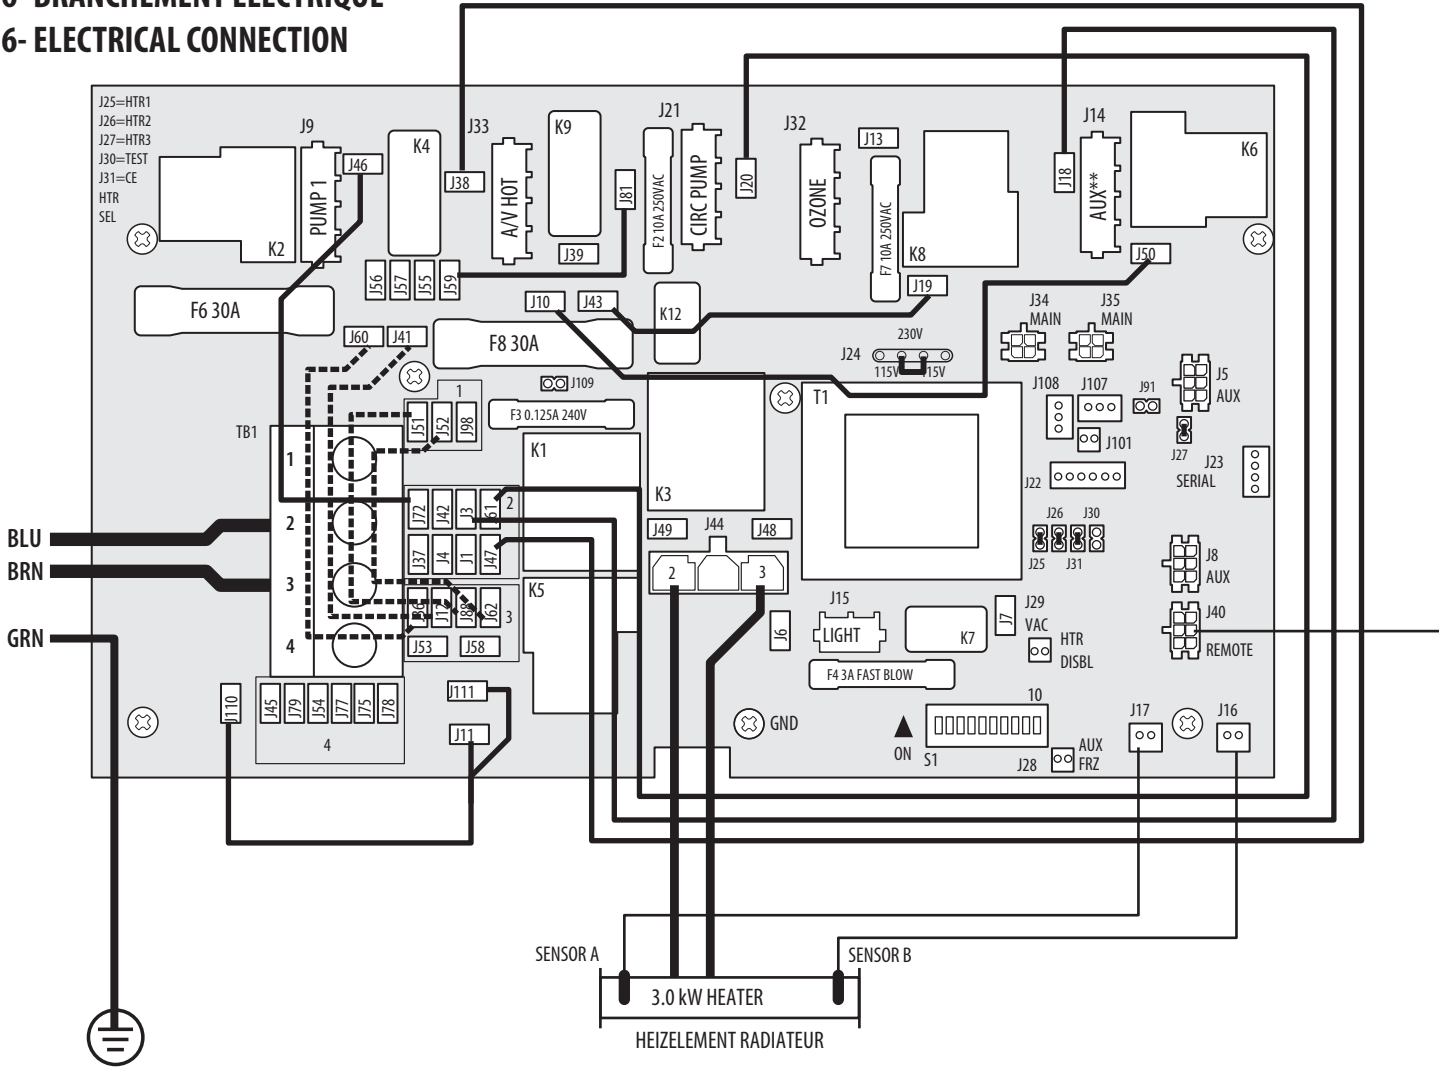 6- BRANCHEMENT ÉLECTRIQUE
6- ELECTRICAL CONNECTION
J25=HTR1
J26=HTR2
J27=HTR3
J30=TEST
J31=CE
HTR
SEL
J9
PUMP 1
J46
K2
K4
J38
J33
A/V HOT
K9
J39
J81
J21
F2 10A 250VAC
CIRC PUMP
J20
J32
OZONE
J13
F7 10A 250VAC
K8
J19
J18
J14
AUX**
K6
J50
J56
J57
J55
J59
F6 30A
J60
J41
J10
J43
K12
F8 30A
J109
F3 0.125A 240V
230V
J24
115V
115V
J34
MAIN
J35
MAIN
J5
AUX
J108
J107
J91
J101
J27
J22
J23
SERIAL
T1
TB1
1
2
3
4
1
J51
J52
J98
K1
K3
J72
J42
J3
J61
2
J37
J4
J1
J47
J86
J12
J88
J62
3
J53
J58
K5
J49
J44
J48
2
3
J26
J30
J25
J31
J8
AUX
J40
REMOTE
J6
J15
LIGHT
K7
J7
J29
VAC
HTR
DISBL
F4 3A FAST BLOW
BLU
BRN
GRN
J110
J45
J79
J54
J77
J75
J78
4
J111
J11
GND
ON
S1
10
J28
AUX
FRZ
J17
J16
SENSOR A
SENSOR B
3.0 kW HEATER
HEIZELEMENT RADIATEUR